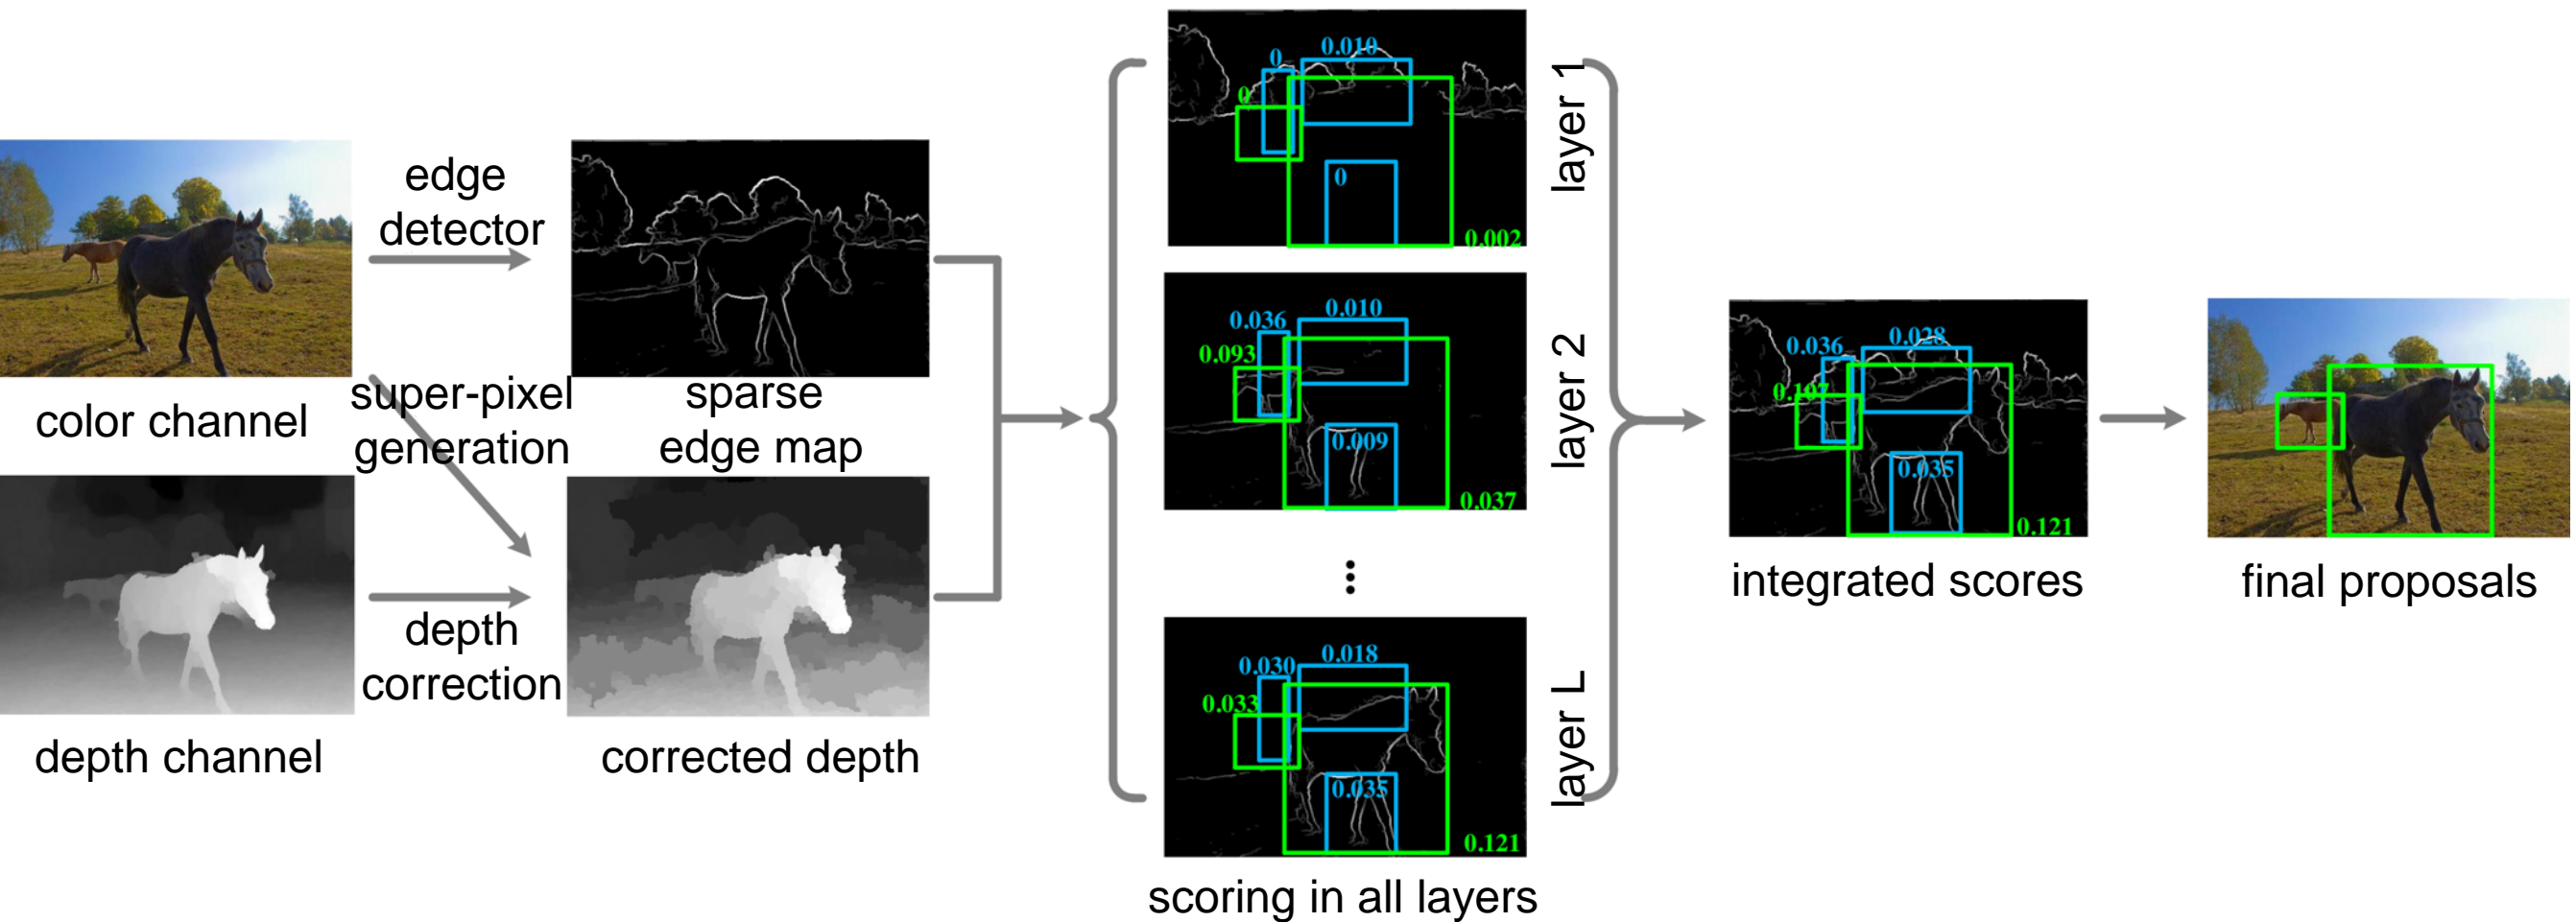 edge
detector
color channel
super-pixel
generation
sparse
edge map
depth channel
depth
correction
corrected depth
0
0.010
0
0
0.002
layer 1
0.036
0.010
0.093
0.009
0.037
layer 2
0.030
0.018
0.033
0.035
0.121
layer L
scoring in all layers
0.036
0.028
0.107
0.035
0.121
integrated scores
final proposals